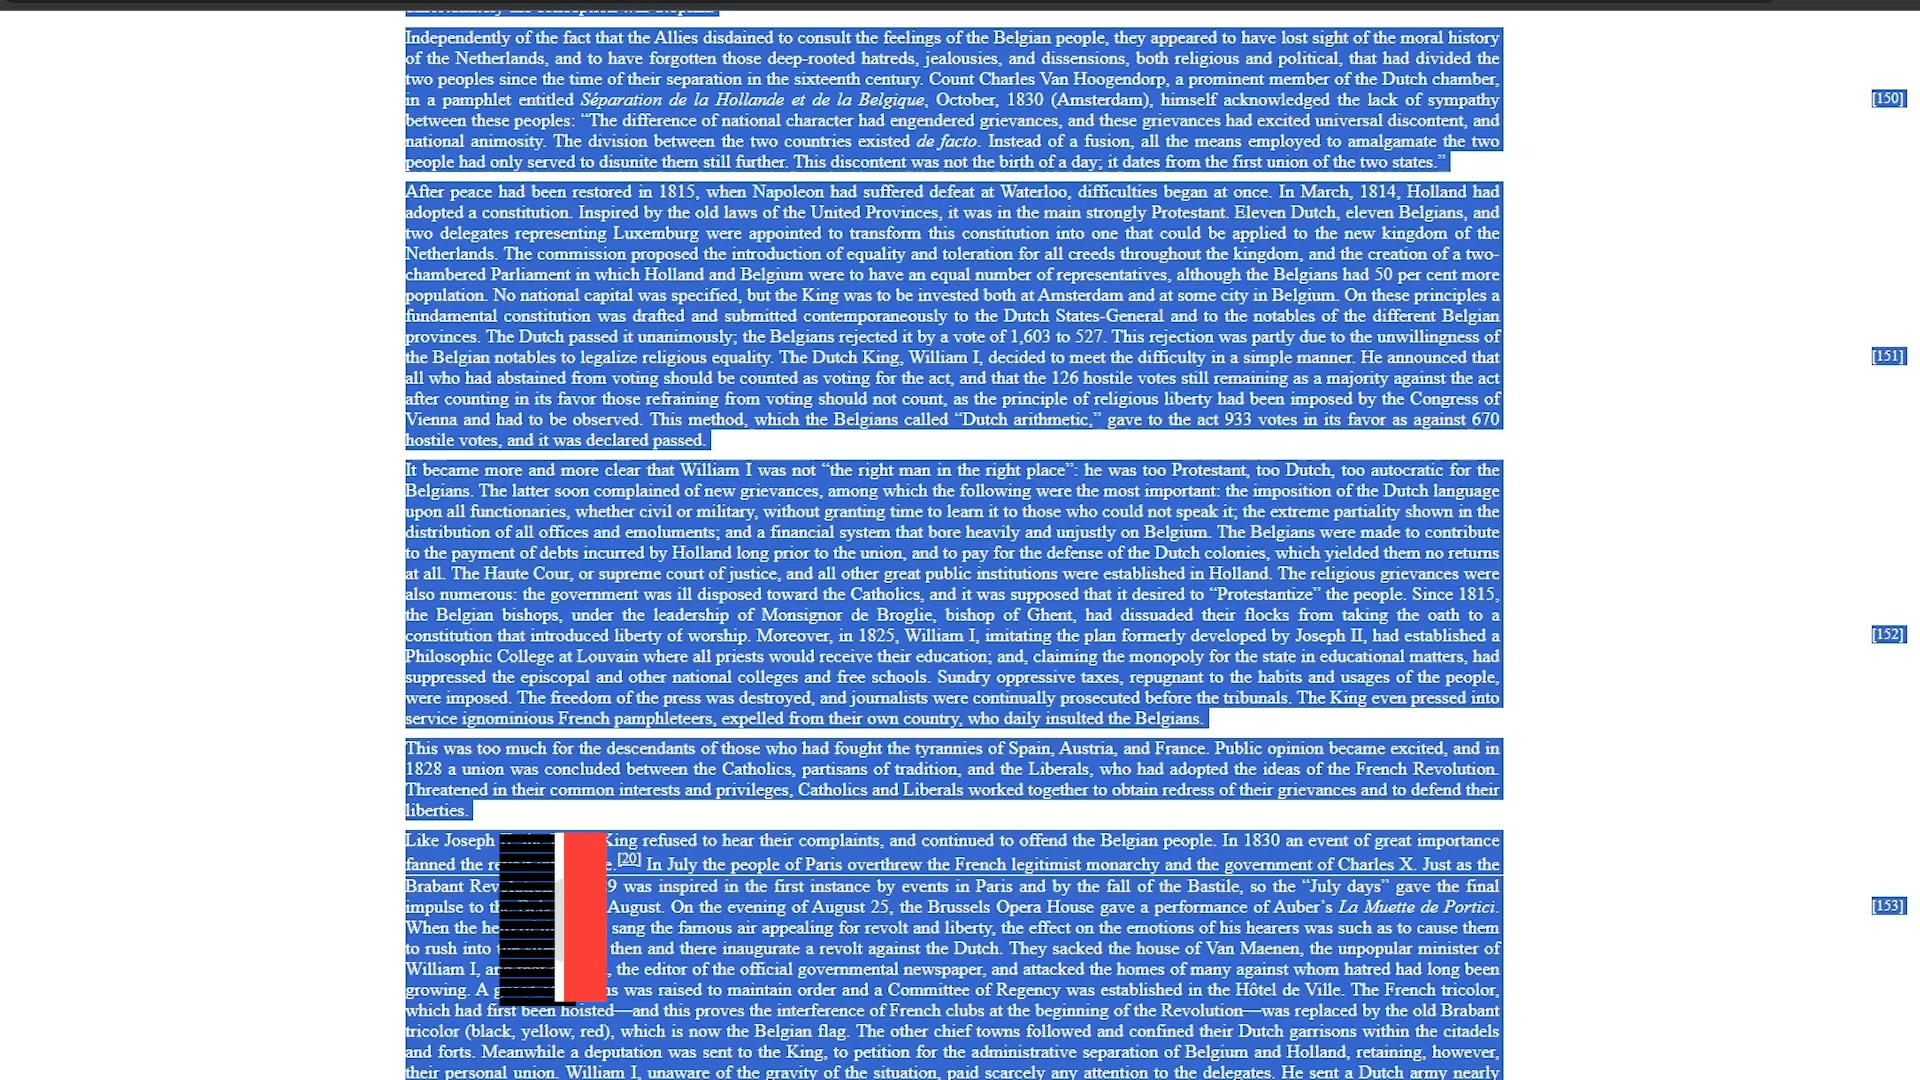 Independently of the fact that the Allies disdained to consult the feelings of the Belgian people, they appeared to have lost sight of the moral history
of the Netherlands, and to have forgotten those deep-rooted hatreds, jealousies, and dissensions, both religious and political, that had divided the
two peoples since the time of their separation in the sixteenth century. Count Charles Van Hoogendorp, a prominent member of the Dutch chamber,
in a pamphlet entitled Séparation de la Hollande et de la Belgique, October, 1830 (Amsterdam), himself acknowledged the lack of sympathy
[150]
between these peoples: “The difference of national character had engendered grievances, and these grievances had excited universal discontent, and
national animosity. The division between the two countries existed de facto. Instead of a fusion, all the means employed to amalgamate the two
people had only served to disunite them still further. This discontent was not the birth of a day; it dates from the first union of the two states.”
After peace had been restored in 1815, when Napoleon had suffered defeat at Waterloo, difficulties began at once. In March, 1814, Holland had
adopted a constitution. Inspired by the old laws of the United Provinces, it was in the main strongly Protestant. Eleven Dutch, eleven Belgians, and
two delegates representing Luxemburg were appointed to transform this constitution into one that could be applied to the new kingdom of the
Netherlands. The commission proposed the introduction of equality and toleration for all creeds throughout the kingdom, and the creation of a two-
chambered Parliament in which Holland and Belgium were to have an equal number of representatives, although the Belgians had 50 per cent more
population. No national capital was specified, but the King was to be invested both at Amsterdam and at some city in Belgium. On these principles a
fundamental constitution was drafted and submitted contemporaneously to the Dutch States-General and to the notables of the different Belgian
provinces. The Dutch passed it unanimously; the Belgians rejected it by a vote of 1,603 to 527. This rejection was partly due to the unwillingness of
the Belgian notables to legalize religious equality. The Dutch King, William I, decided to meet the difficulty in a simple manner. He announced that
[151]
all who had abstained from voting should be counted as voting for the act, and that the 126 hostile votes still remaining as a majority against the act
after counting in its favor those refraining from voting should not count, as the principle of religious liberty had been imposed by the Congress of
Vienna and had to be observed. This method, which the Belgians called “Dutch arithmetic,” gave to the act 933 votes in its favor as against 670
hostile votes, and it was declared passed.
It became more and more clear that William I was not “the right man in the right place”: he was too Protestant, too Dutch, too autocratic for the
Belgians. The latter soon complained of new grievances, among which the following were the most important: the imposition of the Dutch language
upon all functionaries, whether civil or military, without granting time to learn it to those who could not speak it; the extreme partiality shown in the
distribution of all offices and emoluments; and a financial system that bore heavily and unjustly on Belgium. The Belgians were made to contribute
to the payment of debts incurred by Holland long prior to the union, and to pay for the defense of the Dutch colonies, which yielded them no returns
at all. The Haute Cour, or supreme court of justice, and all other great public institutions were established in Holland. The religious grievances were
also numerous: the government was ill disposed toward the Catholics, and it was supposed that it desired to “Protestantize” the people. Since 1815,
the Belgian bishops, under the leadership of Monsignor de Broglie, bishop of Ghent, had dissuaded their flocks from taking the oath to a
constitution that introduced liberty of worship. Moreover, in 1825, William I, imitating the plan formerly developed by Joseph II, had established a
[152]
Philosophic College at Louvain where all priests would receive their education; and, claiming the monopoly for the state in educational matters, had
suppressed the episcopal and other national colleges and free schools. Sundry oppressive taxes, repugnant to the habits and usages of the people,
were imposed. The freedom of the press was destroyed, and journalists were continually prosecuted before the tribunals. The King even pressed into
service ignominious French pamphleteers, expelled from their own country, who daily insulted the Belgians.
This was too much for the descendants of those who had fought the tyrannies of Spain, Austria, and France. Public opinion became excited, and in
1828 a union was concluded between the Catholics, partisans of tradition, and the Liberals, who had adopted the ideas of the French Revolution.
Threatened in their common interests and privileges, Catholics and Liberals worked together to obtain redress of their grievances and to defend their
liberties.
Like Joseph King refused to hear their complaints, and continued to offend the Belgian people. In 1830 an event of great importance
fanned the [20] In July the people of Paris overthrew the French legitimist monarchy and the government of Charles X. Just as the
Brabant was inspired in the first instance by events in Paris and by the fall of the Bastile, so the “July days” gave the final
impulse to August. On the evening of August 25, the Brussels Opera House gave a performance of Auber’s La Muette de Portici.
[153]
When the sang the famous air appealing for revolt and liberty, the effect on the emotions of his hearers was such as to cause them
to rush into then and there inaugurate a revolt against the Dutch. They sacked the house of Van Maenen, the unpopular minister of
William I, the editor of the official governmental newspaper, and attacked the homes of many against whom hatred had long been
growing. A was raised to maintain order and a Committee of Regency was established in the Hôtel de Ville. The French tricolor,
which had first been hoisted—and this proves the interference of French clubs at the beginning of the Revolution—was replaced by the old Brabant
tricolor (black, yellow, red), which is now the Belgian flag. The other chief towns followed and confined their Dutch garrisons within the citadels
and forts. Meanwhile a deputation was sent to the King, to petition for the administrative separation of Belgium and Holland, retaining, however,
their personal union. William I, unaware of the gravity of the situation, paid scarcely any attention to the delegates. He sent a Dutch army nearly